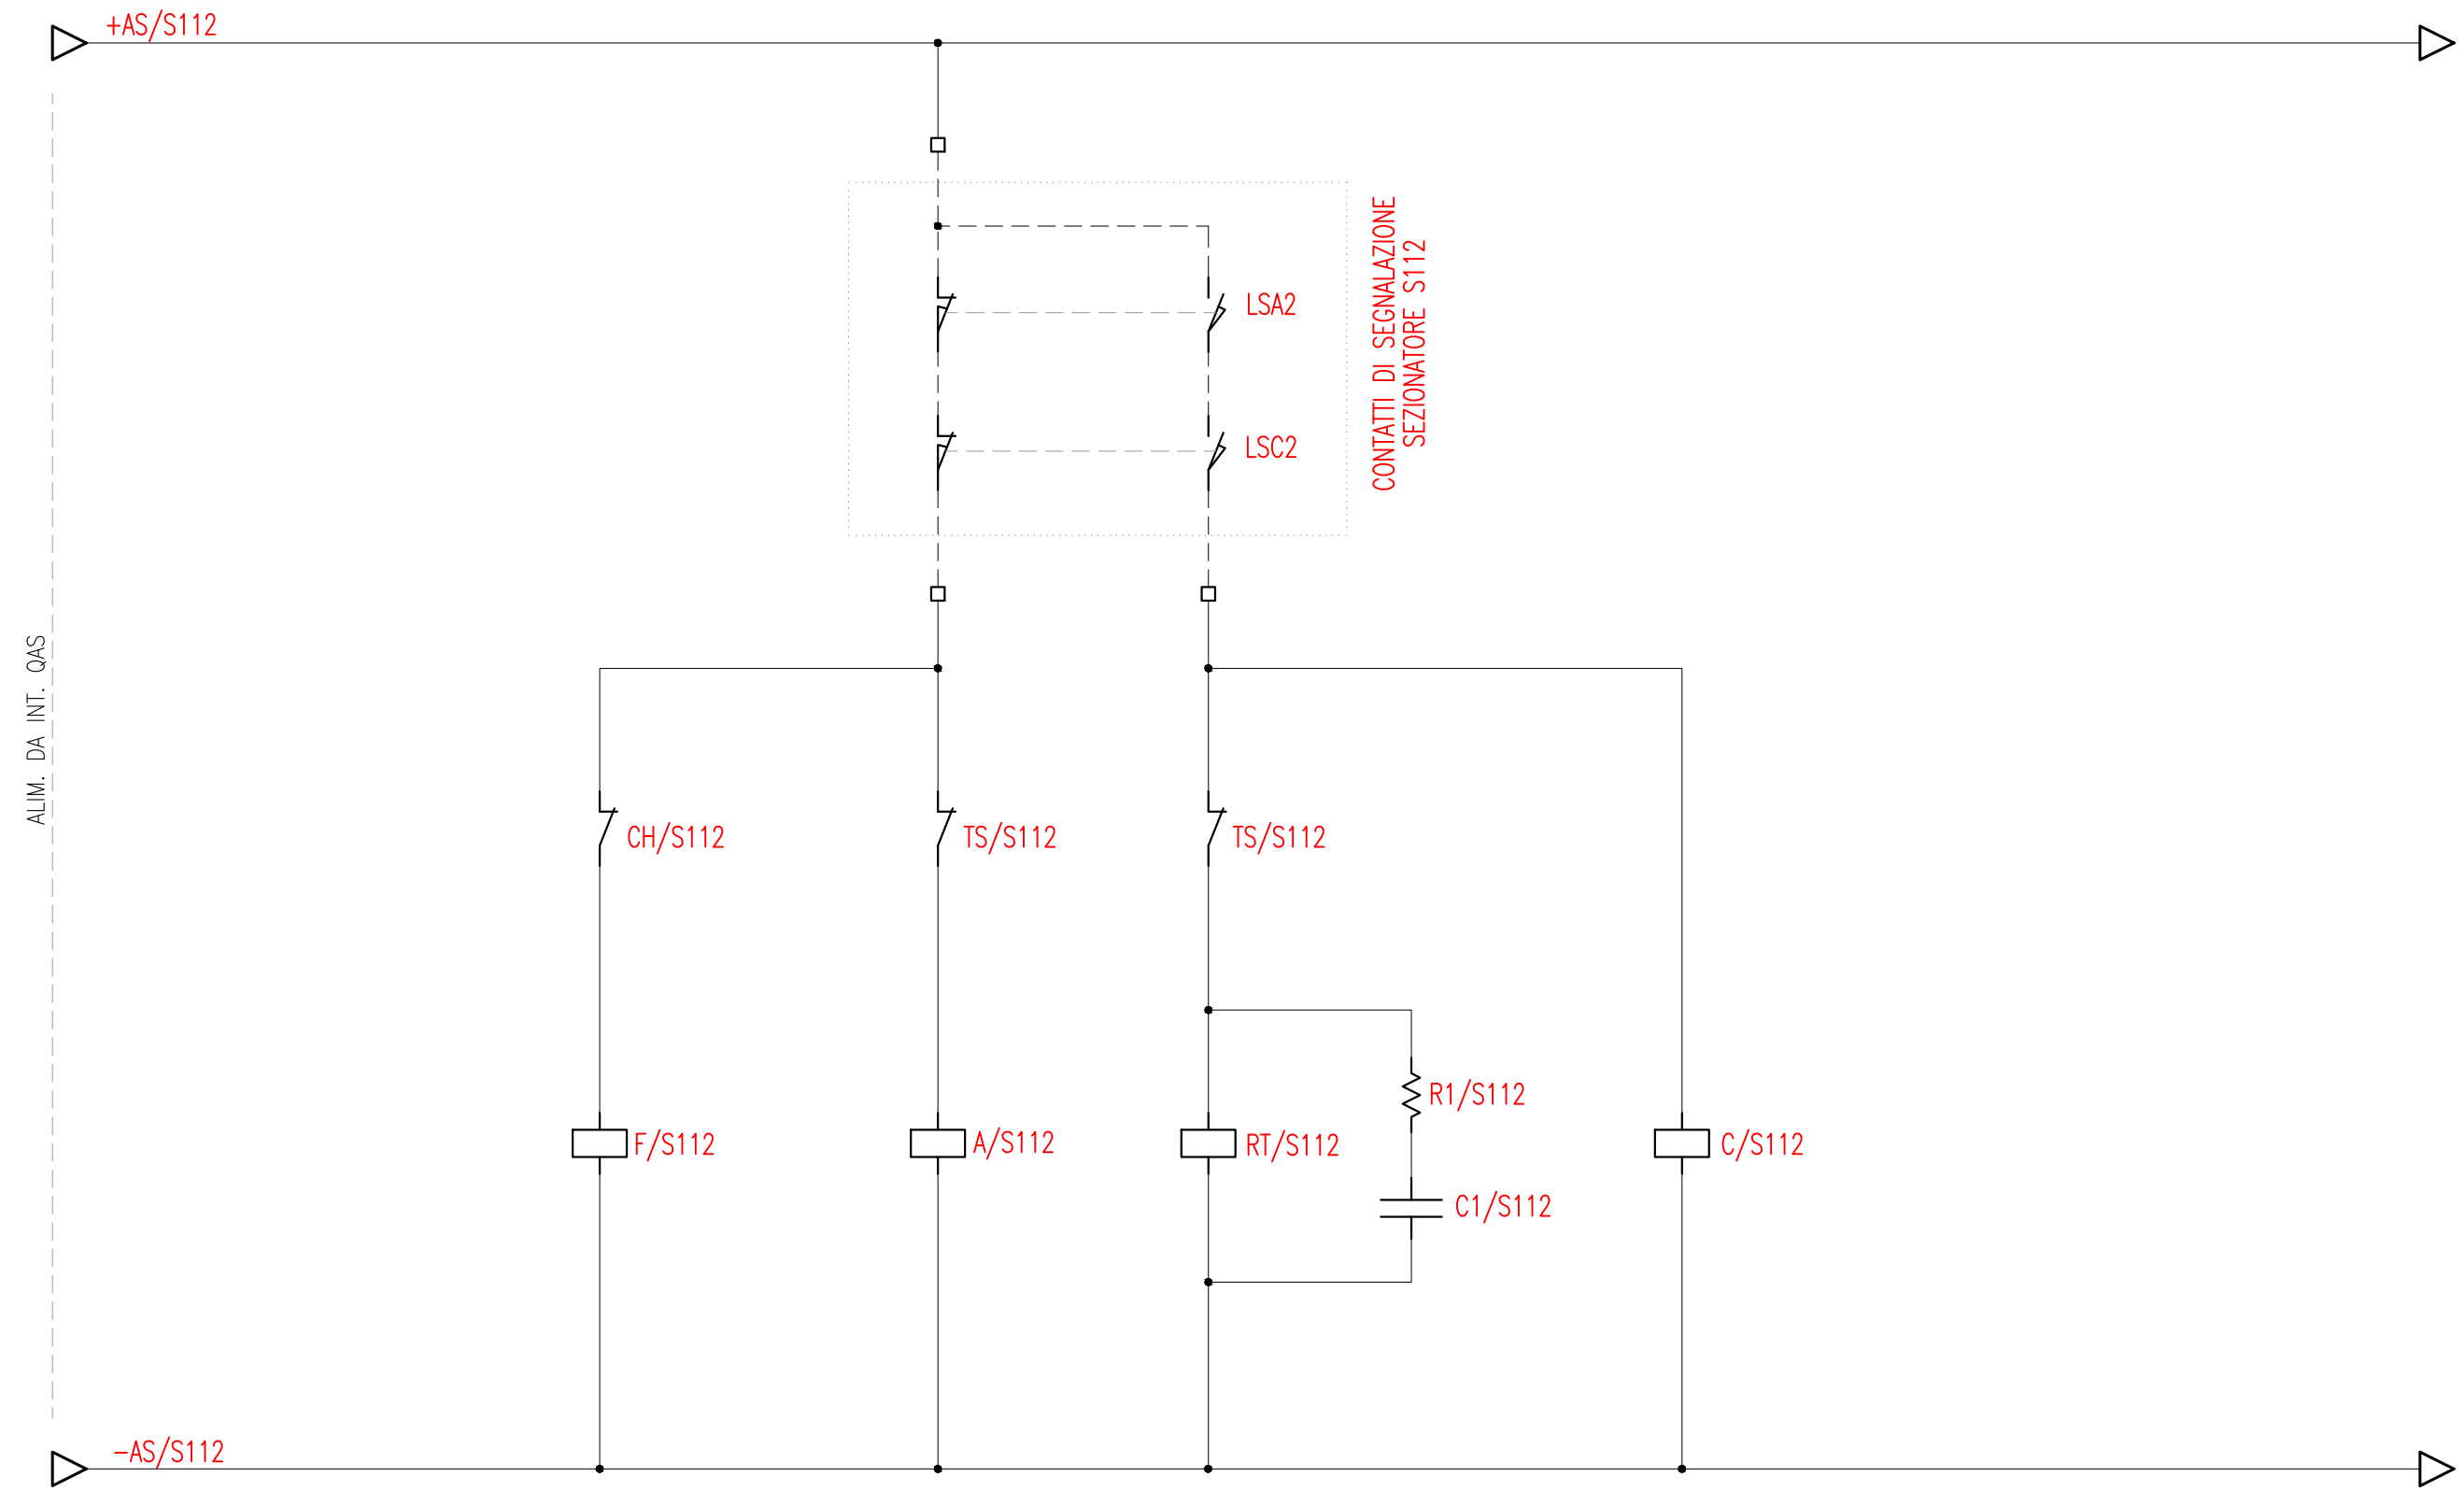 +AS/S112
CONTATTI DI SEGNALAZIONE
SEZIONATORE S112
LSA2
LSC2
ALIM. DA INT. QAS
CH/S112
TS/S112
TS/S112
R1/S112
F/S112
A/S112
RT/S112
C/S112
C1/S112
-AS/S112